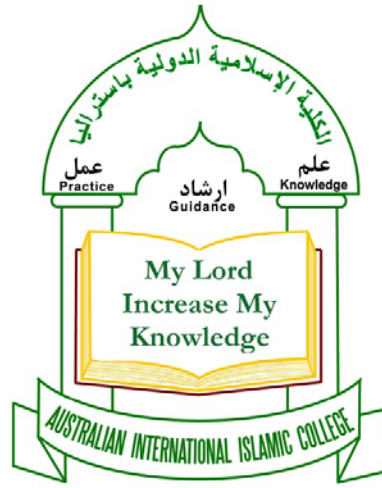 الكلية الإسلامية الدولية باستراليا
عمل
Practice
ارشاد
Guidance
علم
Knowledge
My Lord
Increase My
Knowledge
AUSTRALIAN INTERNATIONAL ISLAMIC COLLEGE